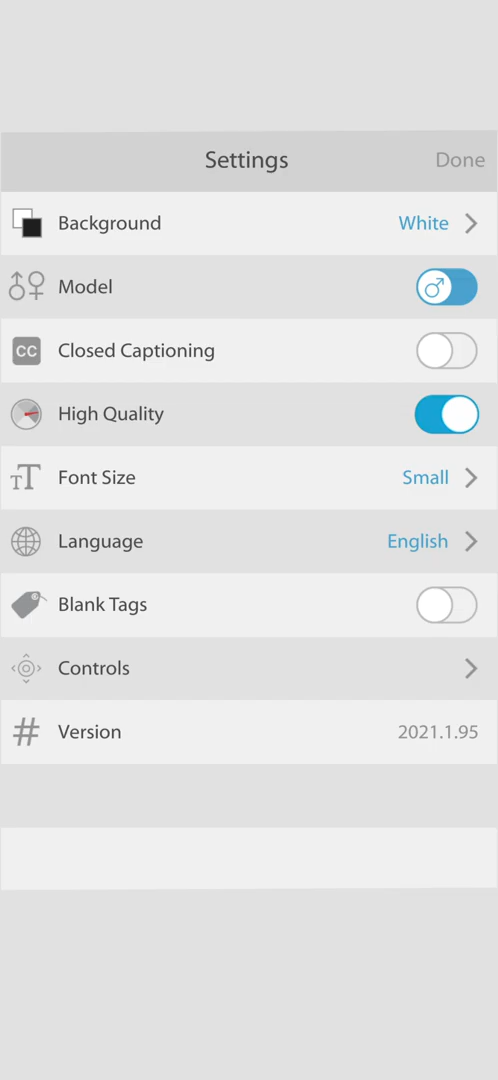 Settings Done
Background White
Model
CC Closed Captioning
High Quality
TT Font Size Small
Language English
Blank Tags
Controls
# Version 2021.1.95